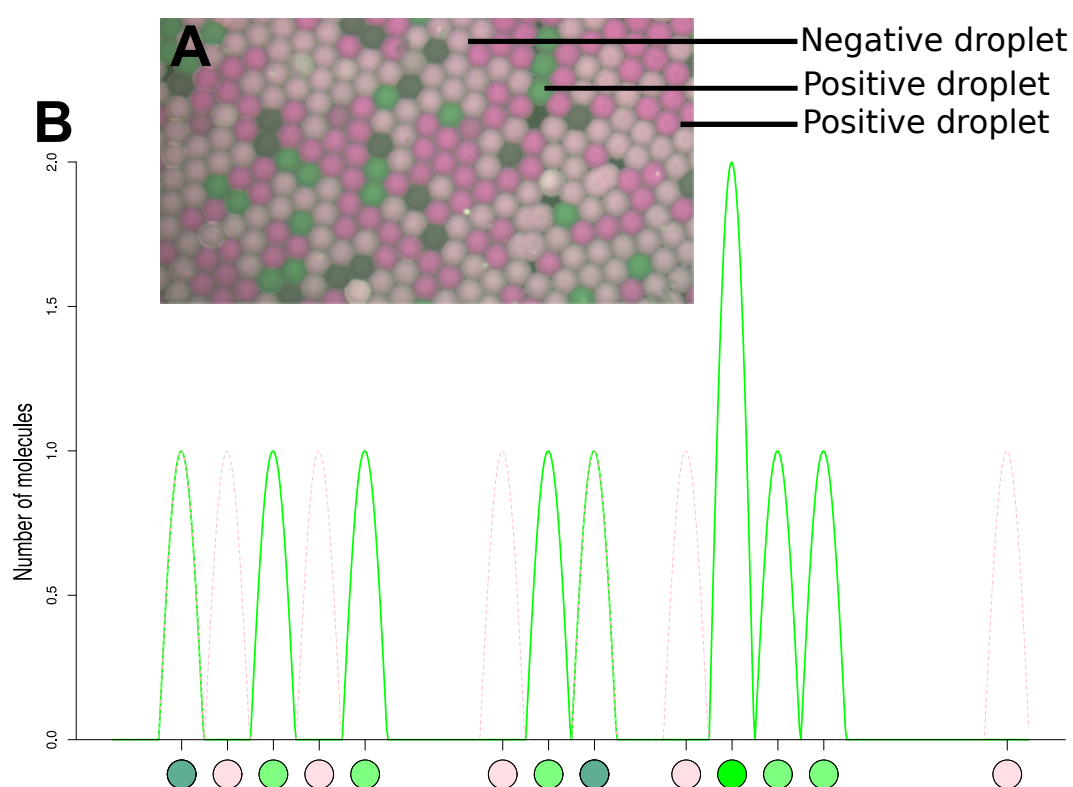 A
Negative droplet
Positive droplet
Positive droplet
B
2.0
1.5
1.0
0.5
0.0
Number of molecules